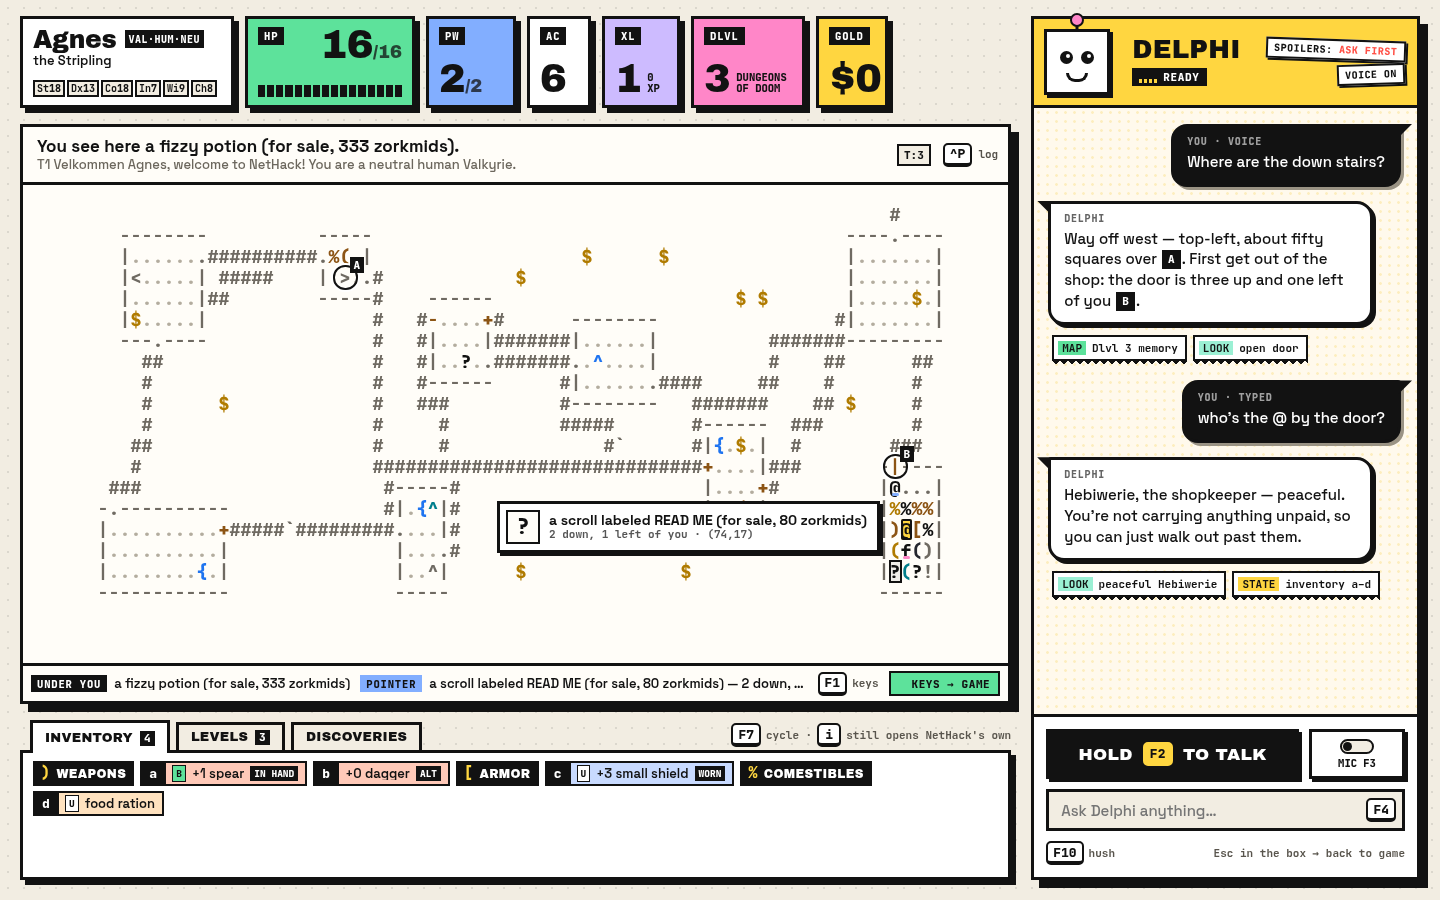 Agnes VAL·HUM·NEU
the Stripling
St18 Dx13 Co18 In7 Wi9 Ch8
HP 16/16
PW 2/2
AC 6
XL 1 0 XP
DLVL 3 DUNGEONS OF DOOM
GOLD $0
You see here a fizzy potion (for sale, 333 zorkmids).
T1 Velkommen Agnes, welcome to NetHack! You are a neutral human Valkyrie.
T:3 ^P log
A
B
? a scroll labeled READ ME (for sale, 80 zorkmids)
2 down, 1 left of you · (74,17)
UNDER YOU a fizzy potion (for sale, 333 zorkmids) POINTER a scroll labeled READ ME (for sale, 80 zorkmids) — 2 down, … F1 keys KEYS → GAME
INVENTORY 4 LEVELS 3 DISCOVERIES F7 cycle · i still opens NetHack's own
) WEAPONS a B +1 spear IN HAND b +0 dagger ALT [ ARMOR c U +3 small shield WORN % COMESTIBLES
d U food ration
DELPHI
READY
SPOILERS: ASK FIRST
VOICE ON
YOU · VOICE
Where are the down stairs?
DELPHI
Way off west — top-left, about fifty
squares over A. First get out of the
shop: the door is three up and one left
of you B.
MAP Dlvl 3 memory LOOK open door
YOU · TYPED
who's the @ by the door?
DELPHI
Hebiwerie, the shopkeeper — peaceful.
You're not carrying anything unpaid, so
you can just walk out past them.
LOOK peaceful Hebiwerie STATE inventory a–d
HOLD F2 TO TALK
MIC F3
Ask Delphi anything… F4
F10 hush Esc in the box → back to game